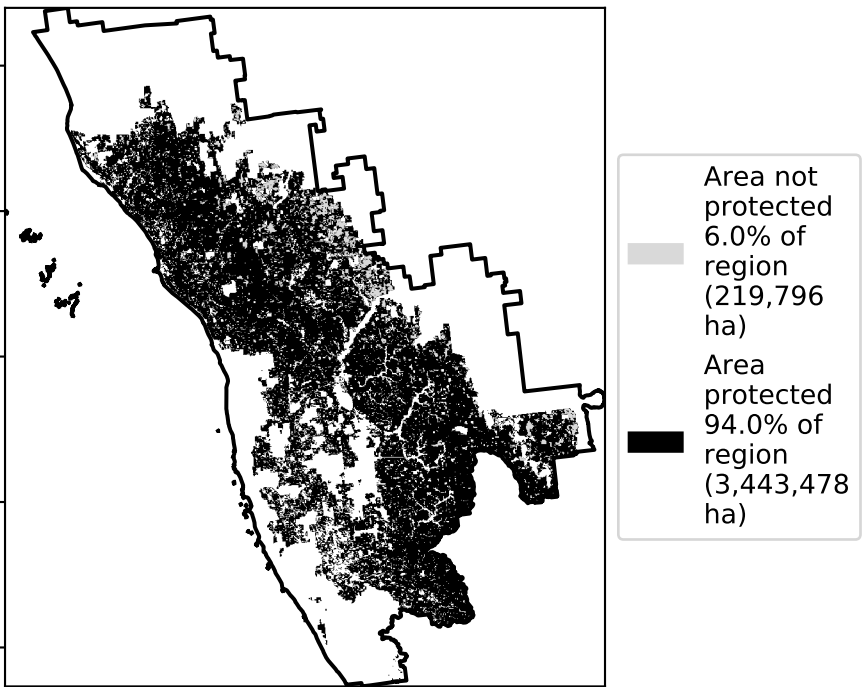 Area not
protected
6.0% of
region
(219,796
ha)
Area
protected
94.0% of
region
(3,443,478
ha)